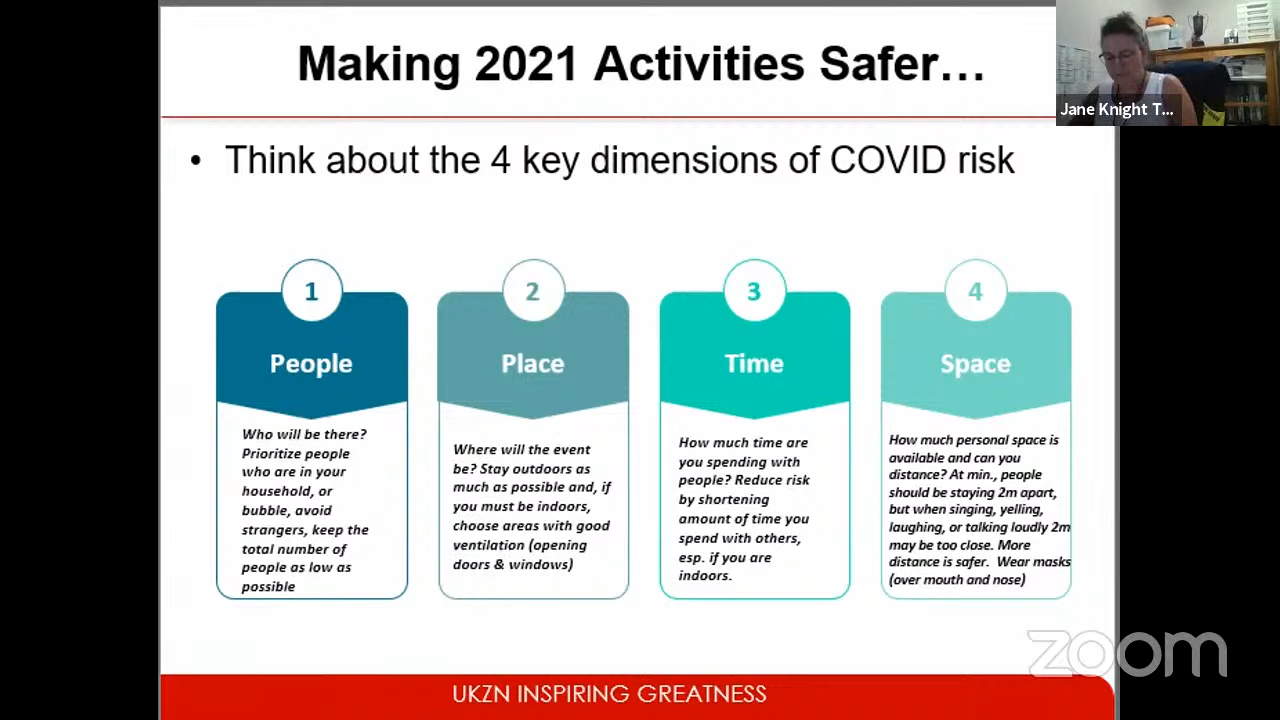 Making 2021 Activities Safer…
Jane Knight T...
• Think about the 4 key dimensions of COVID risk
1
People
Who will be there?
Prioritize people
who are in your
household, or
bubble, avoid
strangers, keep the
total number of
people as low as
possible
2
Place
Where will the event
be? Stay outdoors as
much as possible and, if
you must be indoors,
choose areas with good
ventilation (opening
doors & windows)
3
Time
How much time are
you spending with
people? Reduce risk
by shortening
amount of time you
spend with others,
esp. if you are
indoors.
4
Space
How much personal space is
available and can you
distance? At min., people
should be staying 2m apart,
but when singing, yelling,
laughing, or talking loudly 2m
may be too close. More
distance is safer. Wear masks
(over mouth and nose)
zoom
UKZN INSPIRING GREATNESS